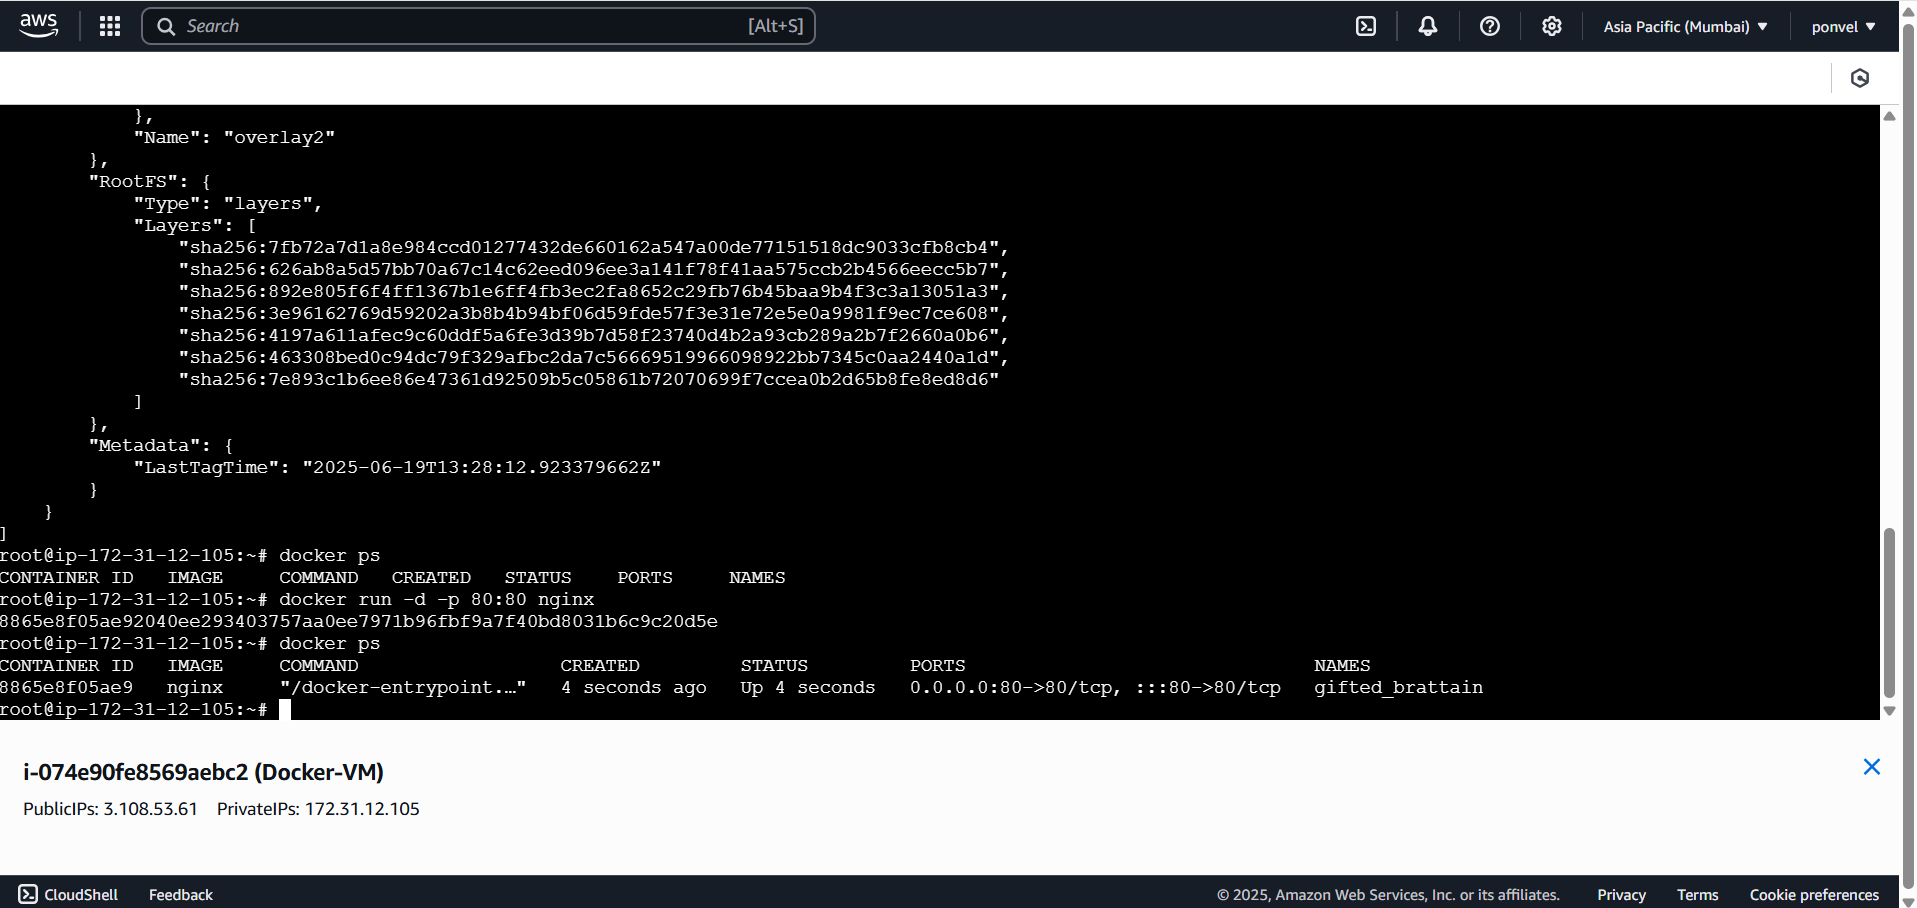 aws
Search [Alt+S]
Asia Pacific (Mumbai)
ponvel
},
"Name": "overlay2"
},
"RootFS": {
"Type": "layers",
"Layers": [
"sha256:7fb72a7d1a8e984ccd01277432de660162a547a00de77151518dc9033cfb8cb4",
"sha256:626ab8a5d57bb70a67c14c62eed096ee3a141f78f41aa575ccb2b4566eecc5b7",
"sha256:892e805f6f4ff1367b1e6ff4fb3ec2fa8652c29fb76b45baa9b4f3c3a13051a3",
"sha256:3e96162769d59202a3b8b4b94bf06d59fde57f3e31e72e5e0a9981f9ec7ce608",
"sha256:4197a611afec9c60ddf5a6fe3d39b7d58f23740d4b2a93cb289a2b7f2660a0b6",
"sha256:463308bed0c94dc79f329afbc2da7c56669519966098922bb7345c0aa2440a1d",
"sha256:7e893c1b6ee86e47361d92509b5c05861b72070699f7ccea0b2d65b8fe8ed8d6"
]
},
"Metadata": {
"LastTagTime": "2025-06-19T13:28:12.923379662Z"
}
}
]
root@ip-172-31-12-105:~# docker ps
CONTAINER ID IMAGE COMMAND CREATED STATUS PORTS NAMES
root@ip-172-31-12-105:~# docker run -d -p 80:80 nginx
8865e8f05ae92040ee293403757aa0ee7971b96fbf9a7f40bd8031b6c9c20d5e
root@ip-172-31-12-105:~# docker ps
CONTAINER ID IMAGE COMMAND CREATED STATUS PORTS NAMES
8865e8f05ae9 nginx "/docker-entrypoint.…" 4 seconds ago Up 4 seconds 0.0.0.0:80->80/tcp, :::80->80/tcp gifted_brattain
root@ip-172-31-12-105:~#
i-074e90fe8569aebc2 (Docker-VM)
PublicIPs: 3.108.53.61 PrivateIPs: 172.31.12.105
CloudShell Feedback © 2025, Amazon Web Services, Inc. or its affiliates. Privacy Terms Cookie preferences